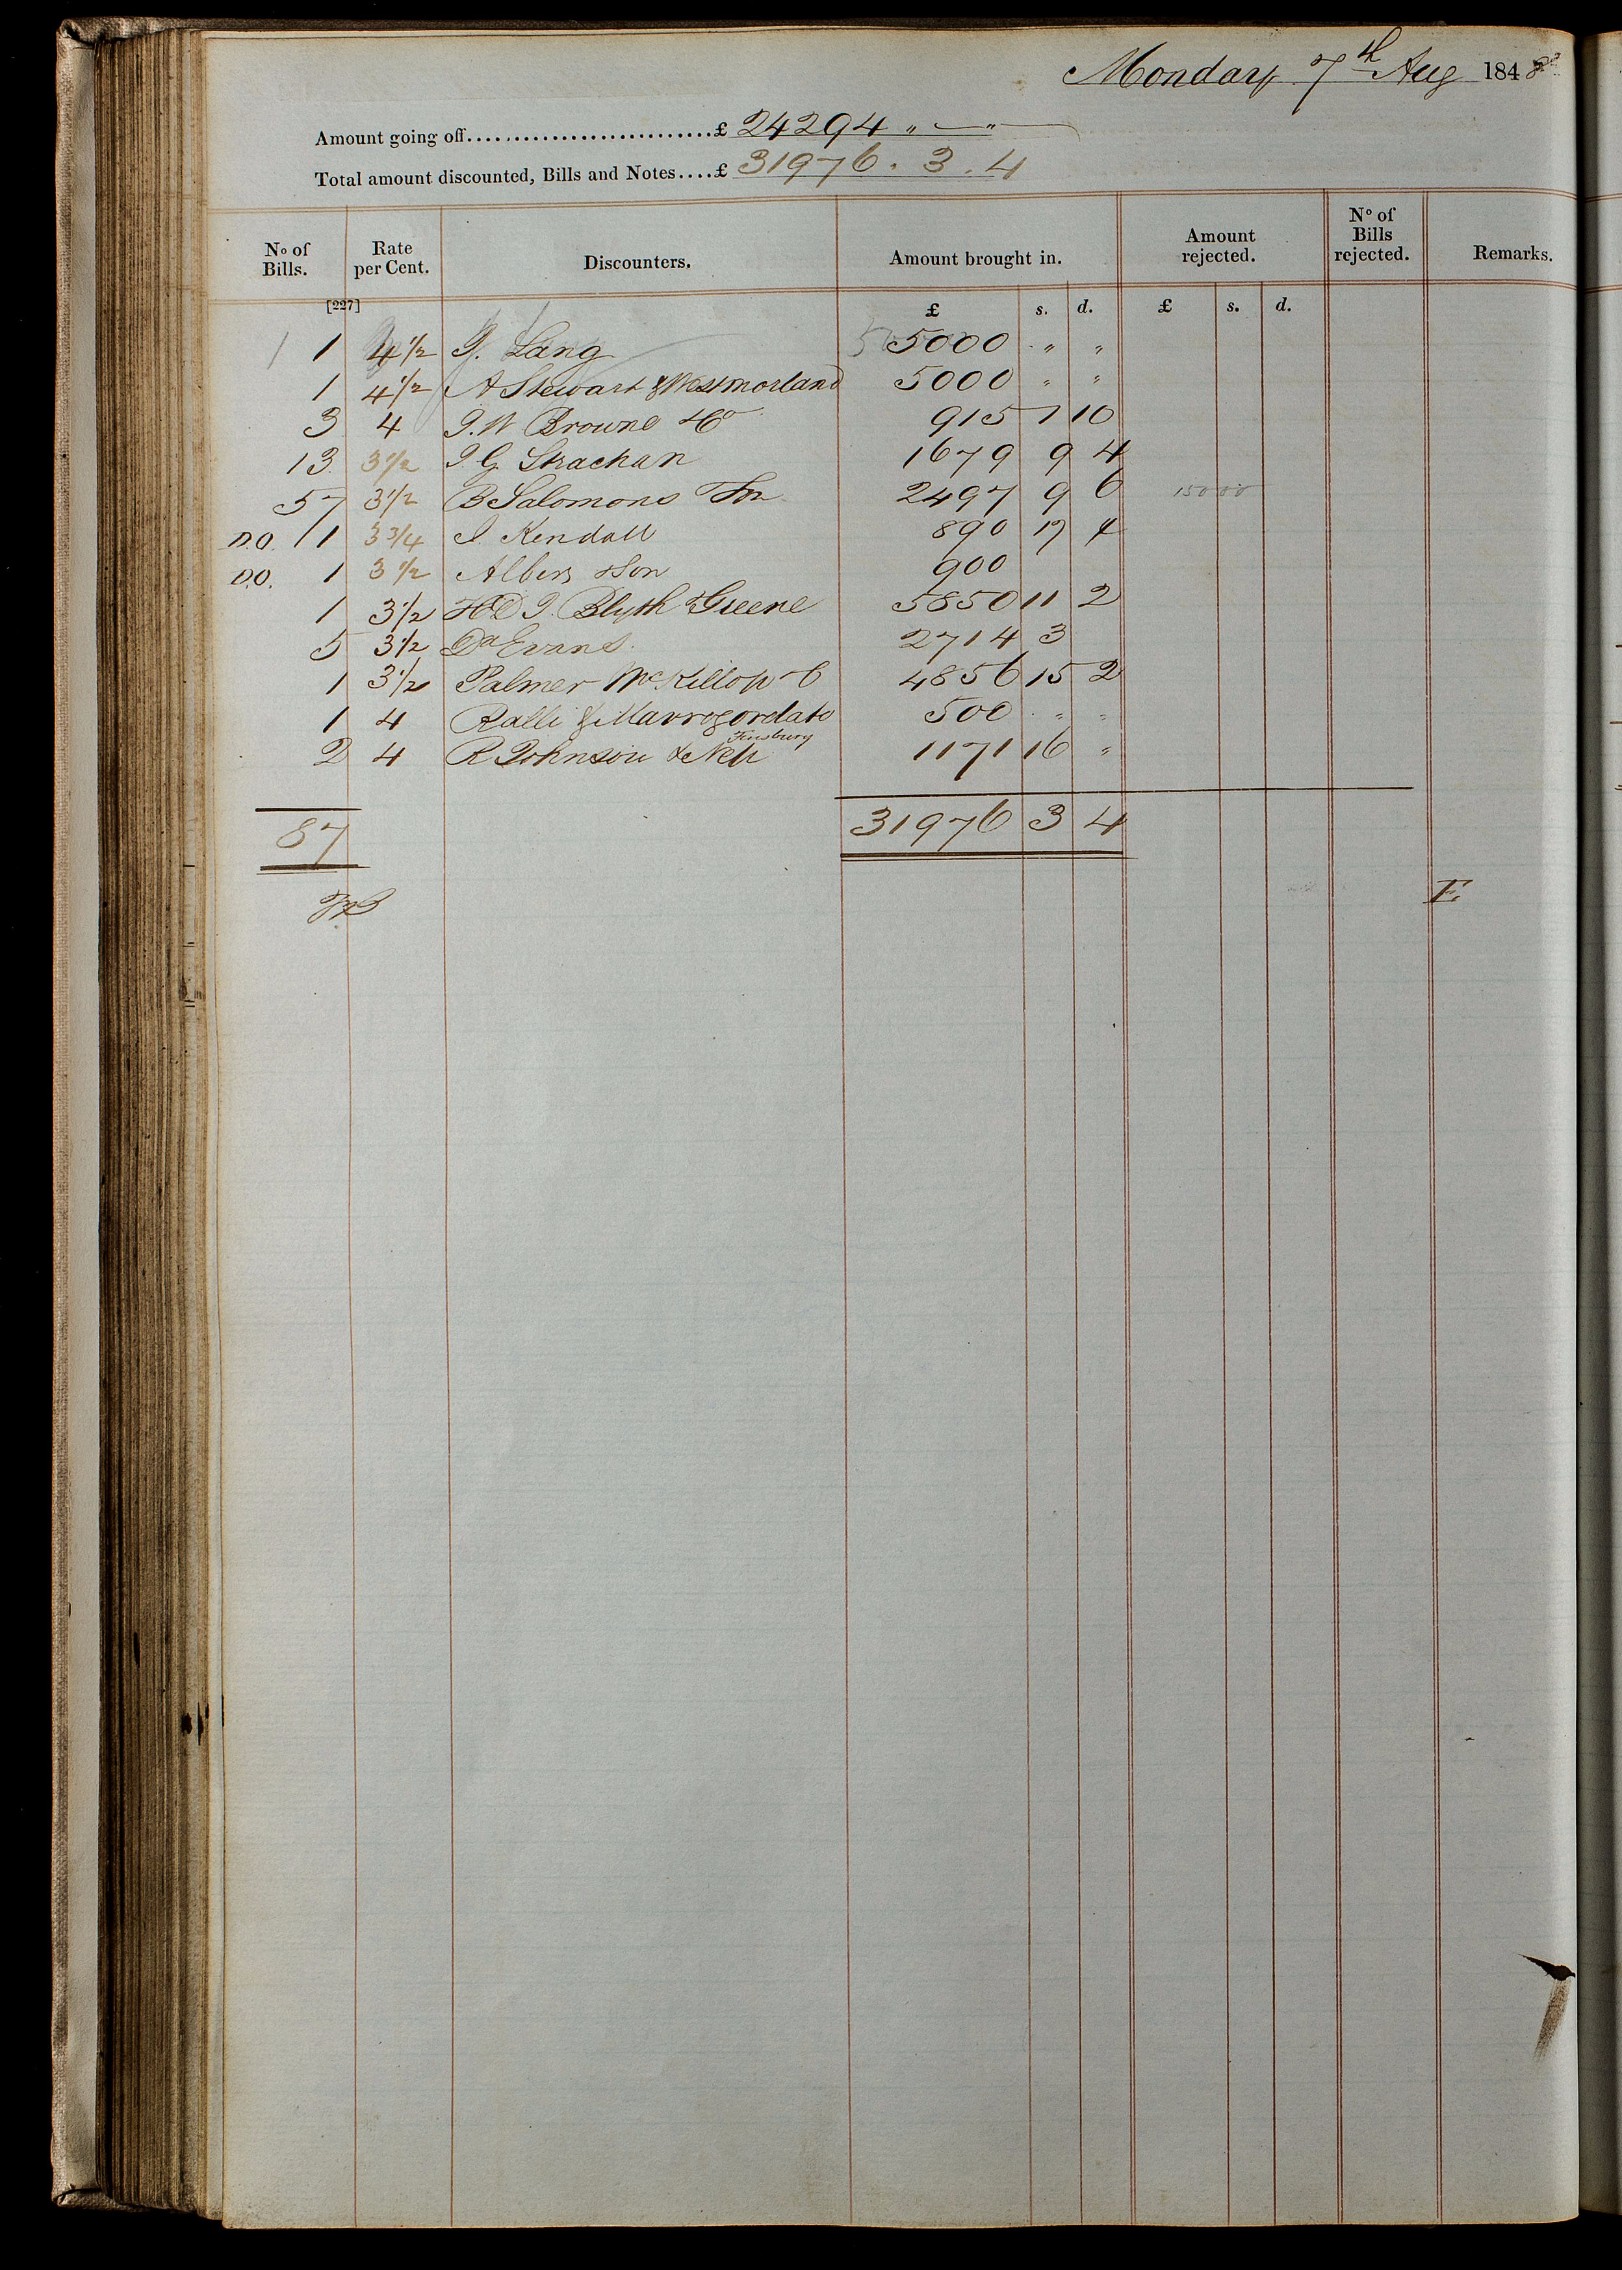 Monday 7th Aug 1848
Amount going off..........................£ 24294 " — "
Total amount discounted, Bills and Notes....£ 31976 . 3 . 4
No of Bills. Rate per Cent. Discounters. Amount brought in. Amount rejected. No of Bills rejected. Remarks.
[227] £ s. d. £ s. d.
1 4½ Lang 5000 " "
1 4½ A Stewart & Westmorland 5000 " "
3 4 J.W Browne & Co 915 1 10
13 3½ J G Strachan 1679 9 4
57 3½ B Salomons 2497 9 6
D.O. 1 3¾ J. Kendall 890 17 4
D.O. 1 3½ Albers & Son 900
1 3½ H D J. Blyth & Greene 5850 11 2
5 3½ Da Evans 2714 3
1 3½ Palmer McKillop & C 4856 15 2
1 4 Ralli & Mavrogordato 500 " "
2 4 R Johnson & Neph Finsbury 1171 16 "
87 31976 3 4
E